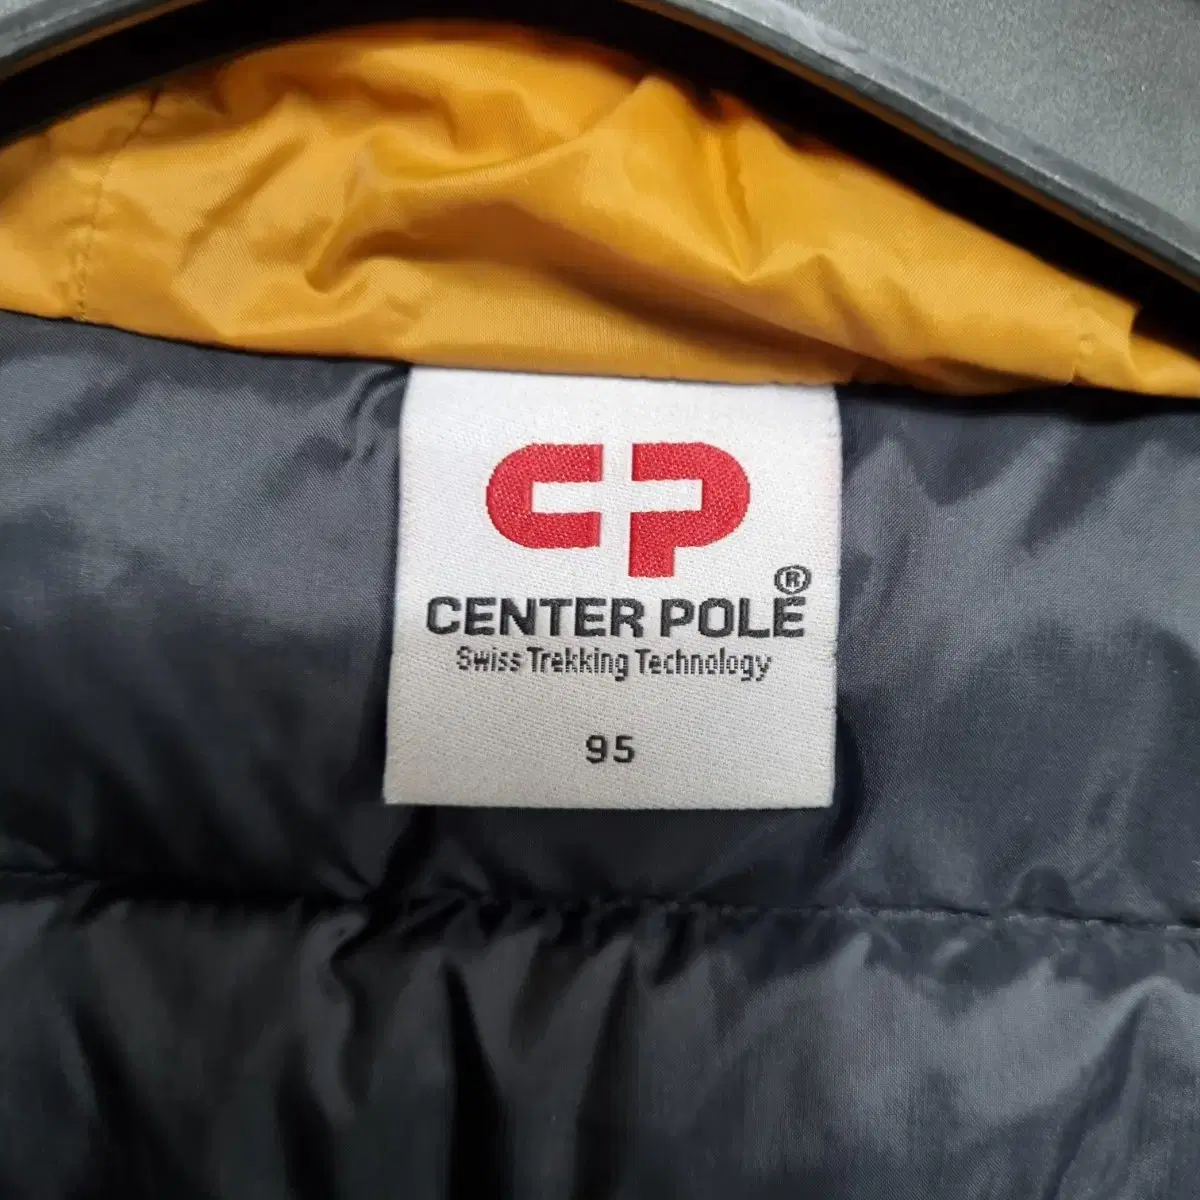 CP
CENTER POLE®
Swiss Trekking Technology
95